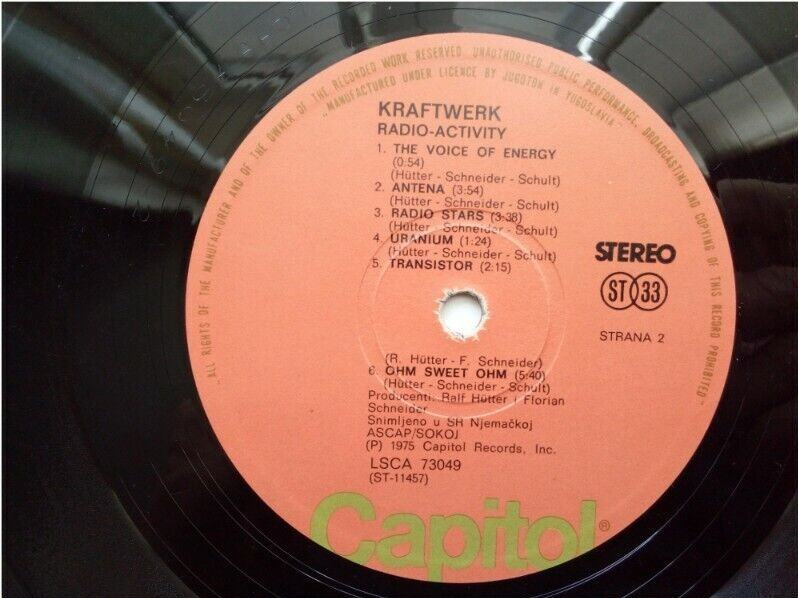 „ALL RIGHTS OF THE MANUFACTURER AND OF THE OWNER OF THE RECORDED WORK RESERVED. UNAUTHORISED PUBLIC PERFORMANCE, BROADCASTING AND COPYING OF THIS RECORD PROHIBITED"
„MANUFACTURED UNDER LICENCE BY JUGOTON IN YUGOSLAVIA"
KRAFTWERK
RADIO-ACTIVITY
1. THE VOICE OF ENERGY
(0:54)
(Hütter - Schneider - Schult)
2. ANTENA (3:54)
(Hütter - Schneider - Schult)
3. RADIO STARS (3:38)
(Hütter - Schneider - Schult)
4. URANIUM (1:24)
(Hütter - Schneider - Schult)
5. TRANSISTOR (2:15)
STEREO
ST 33
STRANA 2
(R. Hütter - F. Schneider)
6. OHM SWEET OHM (5:40)
(Hütter - Schneider - Schult)
Producenti: Ralf Hütter i Florian
Schneider
Snimljeno u SR Njemačkoj
ASCAP/SOKOJ
(P) 1975 Capitol Records, Inc.
LSCA 73049
(ST-11457)
Capitol®